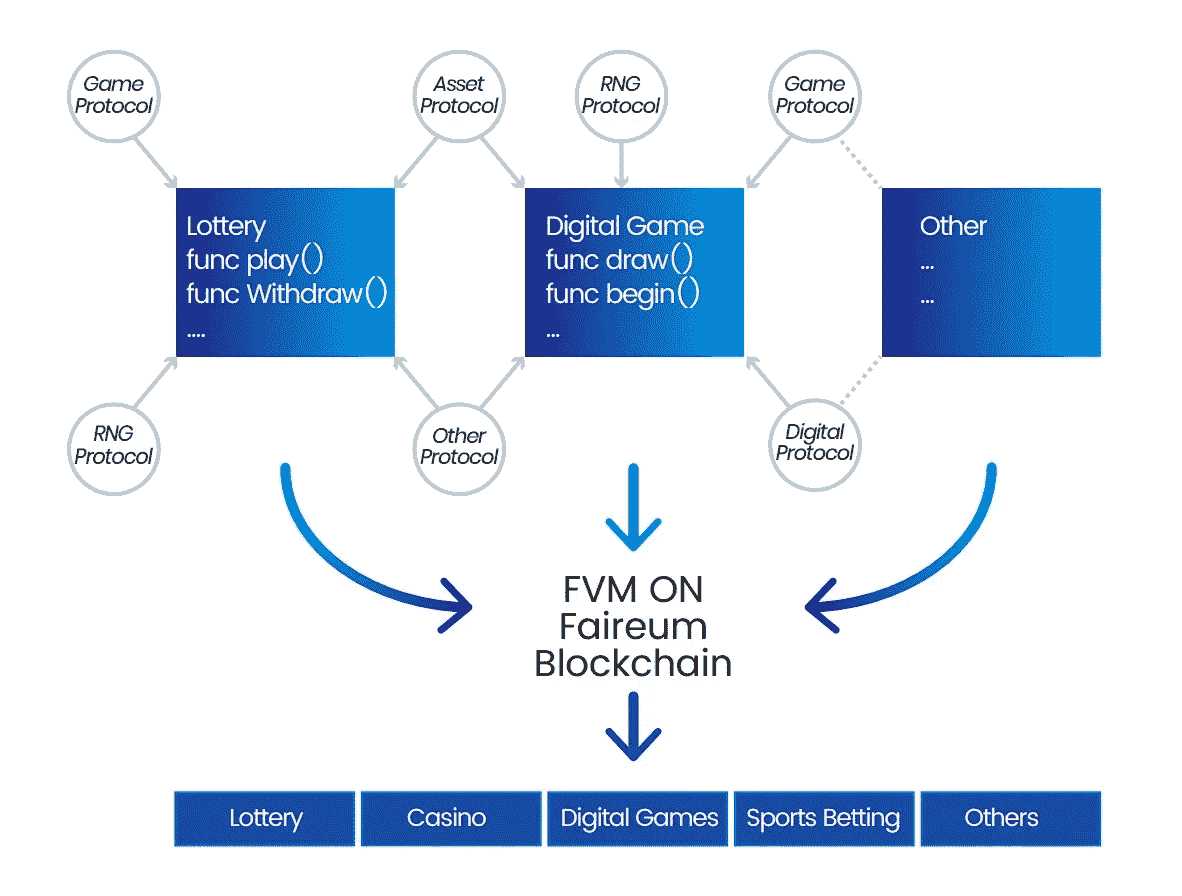 Game
Protocol
Asset
Protocol
RNG
Protocol
Game
Protocol
Lottery
func play()
func Withdraw()
....
Digital Game
func draw()
func begin()
...
Other
...
...
RNG
Protocol
Other
Protocol
Digital
Protocol
FVM ON
Faireum
Blockchain
Lottery
Casino
Digital Games
Sports Betting
Others